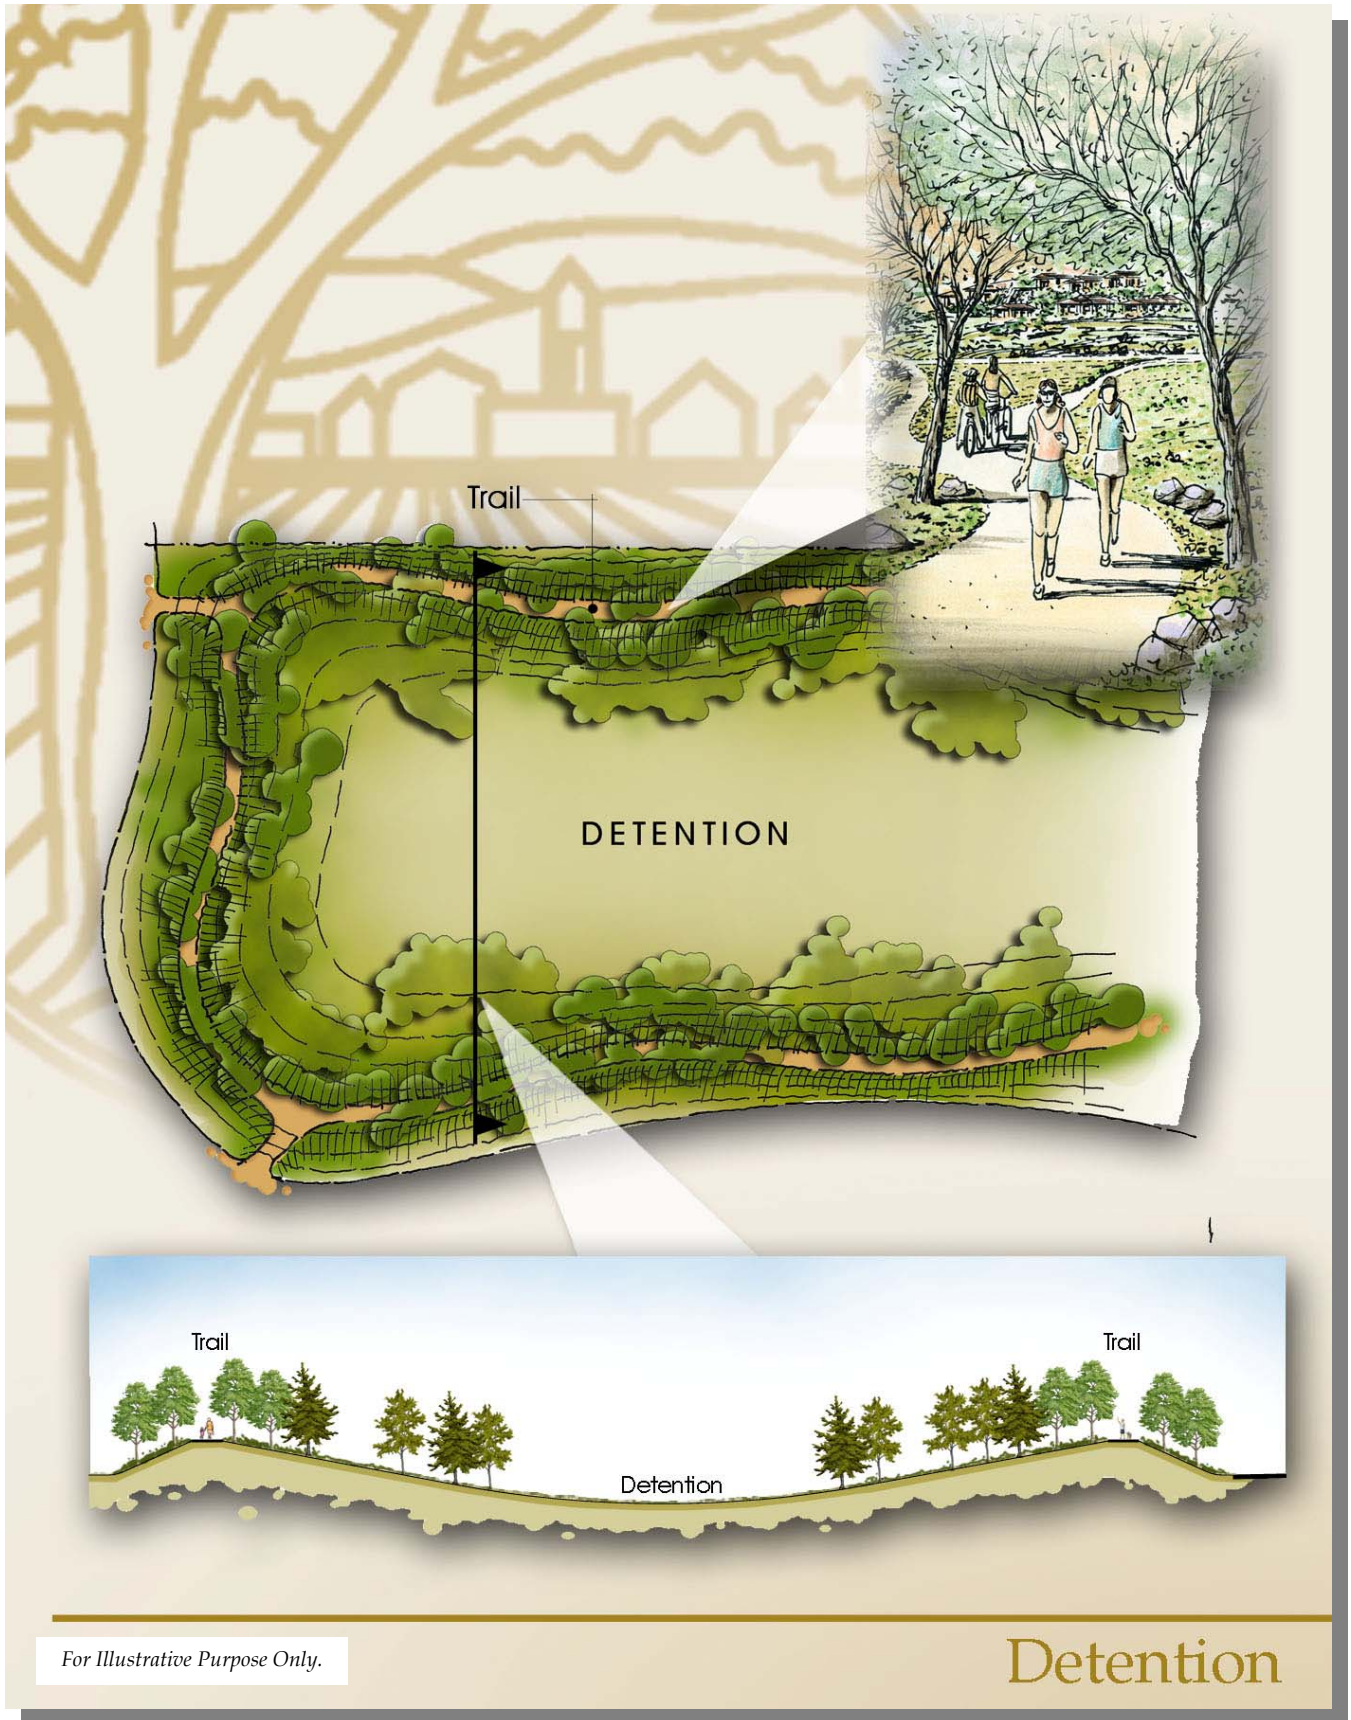 Trail
DETENTION
Trail
Trail
Detention
For Illustrative Purpose Only.
Detention